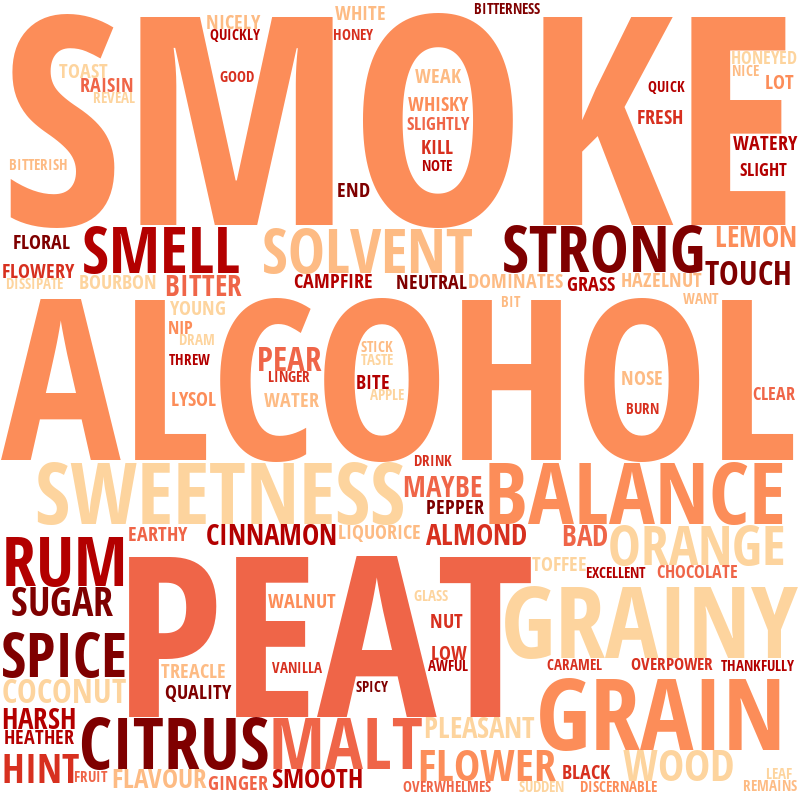 BITTERNESS
WHITE
NICELY
QUICKLY
HONEY
SMOKE
HONEYED
TOAST
NICE
RAISIN
GOOD
WEAK
QUICK
LOT
REVEAL
WHISKY
SLIGHTLY
FRESH
KILL
WATERY
BITTERISH
NOTE
SLIGHT
END
FLORAL
SMELL
SOLVENT
STRONG
LEMON
FLOWERY
TOUCH
DISSIPATE
BOURBON
BITTER
CAMPFIRE
NEUTRAL
DOMINATES
GRASS
HAZELNUT
YOUNG
BIT
WANT
ALCOHOL
NIP
DRAM
STICK
THREW
PEAR
TASTE
LINGER
BITE
NOSE
LYSOL
WATER
APPLE
BURN
CLEAR
DRINK
SWEETNESS
MAYBE
BALANCE
PEPPER
EARTHY
CINNAMON
LIQUORICE
ALMOND
BAD
ORANGE
RUM
PEAT
TOFFEE
EXCELLENT
CHOCOLATE
SUGAR
WALNUT
GLASS
GRAINY
NUT
SPICE
LOW
TREACLE
VANILLA
AWFUL
CARAMEL
OVERPOWER
THANKFULLY
COCONUT
QUALITY
SPICY
GRAIN
HARSH
HEATHER
CITRUS
MALT
PLEASANT
HINT
FRUIT
FLAVOUR
GINGER
SMOOTH
FLOWER
BLACK
WOOD
LEAF
OVERWHELMES
SUDDEN
DISCERNABLE
REMAINS